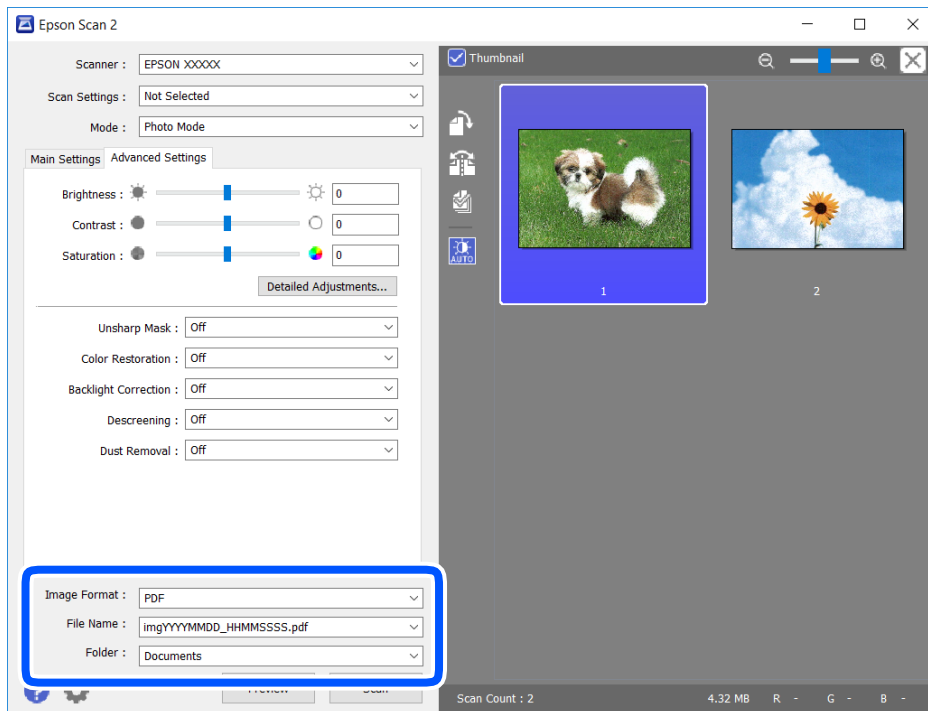 Epson Scan 2
Scanner : EPSON XXXXX
Scan Settings : Not Selected
Mode : Photo Mode
Main Settings Advanced Settings
Brightness : 0
Contrast : 0
Saturation : 0
Detailed Adjustments...
Unsharp Mask : Off
Color Restoration : Off
Backlight Correction : Off
Descreening : Off
Dust Removal : Off
Image Format : PDF
File Name : imgYYYYMMDD_HHMMSSSS.pdf
Folder : Documents
Preview Scan
Thumbnail
AUTO
1 2
Scan Count : 2 4.32 MB R - G - B -